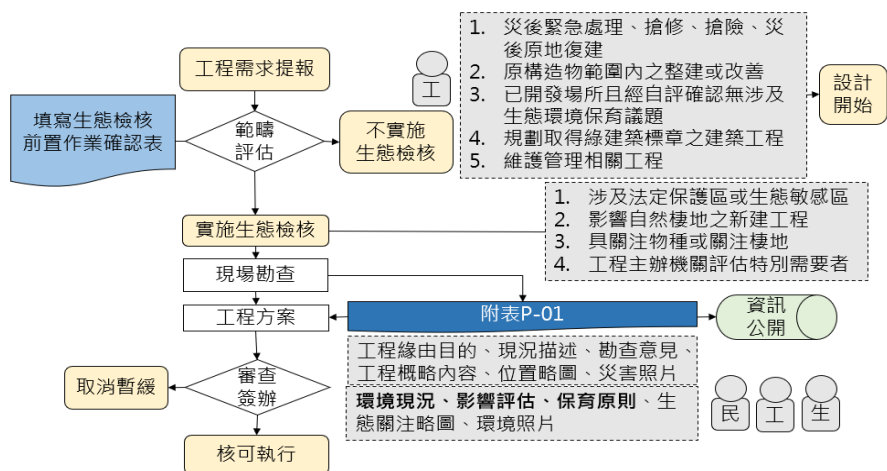 工程需求提報
填寫生態檢核
前置作業確認表
範疇
評估
不實施
生態檢核
工
1. 災後緊急處理、搶修、搶險、災
後原地復建
2. 原構造物範圍內之整建或改善
3. 已開發場所且經自評確認無涉及
生態環境保育議題
4. 規劃取得綠建築標章之建築工程
5. 維護管理相關工程
設計
開始
實施生態檢核
1. 涉及法定保護區或生態敏感區
2. 影響自然棲地之新建工程
3. 具關注物種或關注棲地
4. 工程主辦機關評估特別需要者
現場勘查
工程方案
附表P-01
資訊
公開
工程緣由目的、現況描述、勘查意見、
工程概略內容、位置略圖、災害照片
環境現況、影響評估、保育原則、生
態關注略圖、環境照片
民
工
生
取消暫緩
審查
簽辦
核可執行